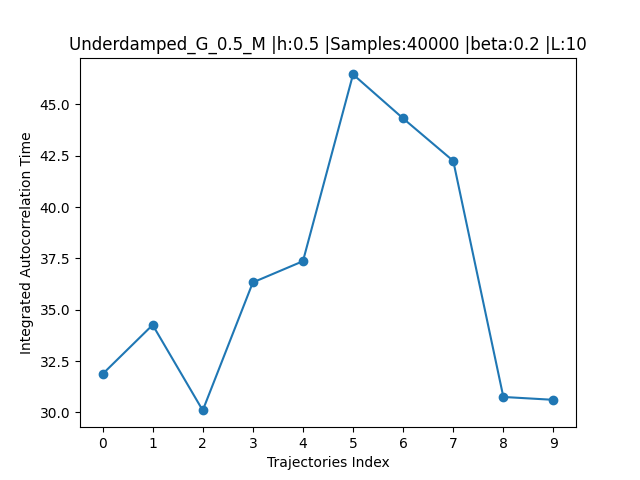 Underdamped_G_0.5_M |h:0.5 |Samples:40000 |beta:0.2 |L:10
Integrated Autocorrelation Time
45.0
42.5
40.0
37.5
35.0
32.5
30.0
0 1 2 3 4 5 6 7 8 9
Trajectories Index